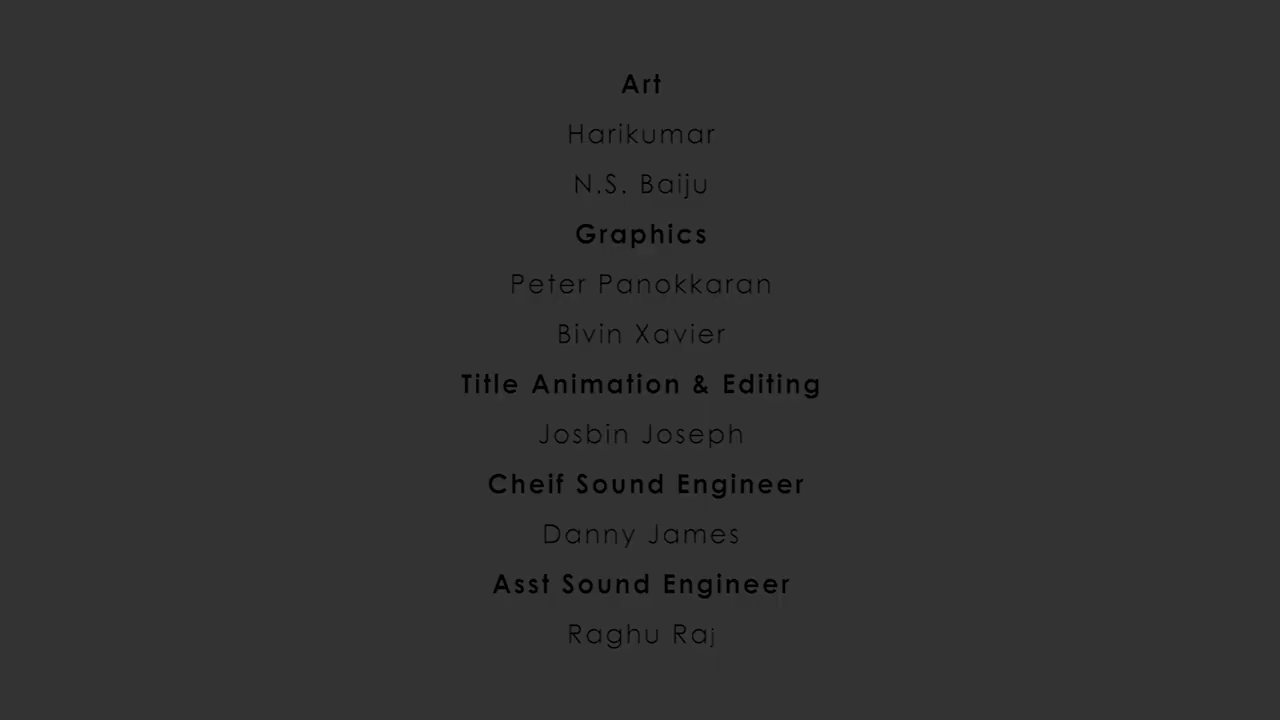 Art
Harikumar
N.S. Baiju
Graphics
Peter Panokkaran
Bivin Xavier
Title Animation & Editing
Josbin Joseph
Cheif Sound Engineer
Danny James
Asst Sound Engineer
Raghu Raj